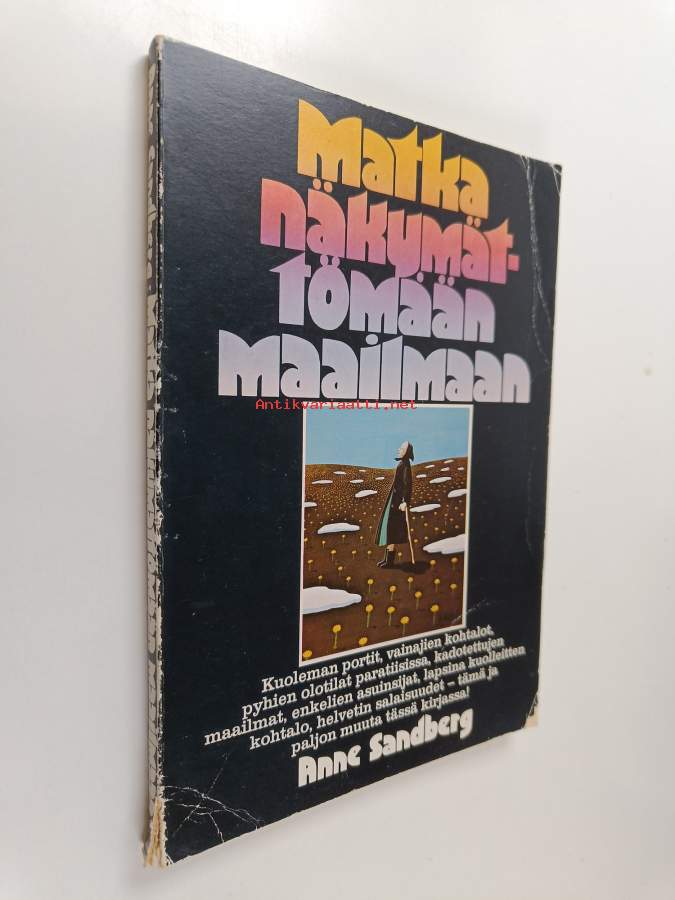 Matka
näkymät-
tömään
maailmaan
Antikvariaatti.net
Kuoleman portit, vainajien kohtalot,
pyhien olotilat paratiisissa, kadotettujen
maailmat, enkelien asuinsijat, lapsina kuolleitten
kohtalo, helvetin salaisuudet – tämä ja
paljon muuta tässä kirjassa!
Anne Sandberg